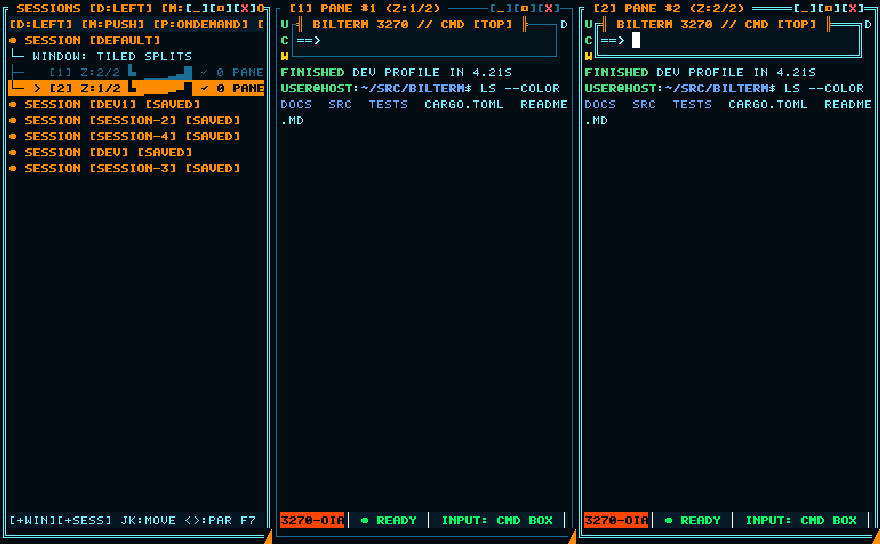 SESSIONS [D:LEFT] [M:[_][¤][X]O
[D:LEFT] [M:PUSH] [P:ONDEMAND] [
● SESSION [DEFAULT]
└─ WINDOW: TILED SPLITS
├─ [1] Z:2/2 ✓ 0 PANE
└─ > [2] Z:1/2 ✓ 0 PANE
● SESSION [DEV1] [SAVED]
● SESSION [SESSION-2] [SAVED]
● SESSION [SESSION-4] [SAVED]
● SESSION [DEV] [SAVED]
● SESSION [SESSION-3] [SAVED]
[+WIN][+SESS] JK:MOVE <>:PAR F7
[1] PANE #1 (Z:1/2) [_][¤][X]
U BILTERM 3270 // CMD [TOP] D
C ==>
W
FINISHED DEV PROFILE IN 4.21S
USER@HOST:~/SRC/BILTERM$ LS --COLOR
DOCS SRC TESTS CARGO.TOML README
.MD
3270-OIA ● READY INPUT: CMD BOX
[2] PANE #2 (Z:2/2) [_][¤][X]
U BILTERM 3270 // CMD [TOP] D
C ==>
W
FINISHED DEV PROFILE IN 4.21S
USER@HOST:~/SRC/BILTERM$ LS --COLOR
DOCS SRC TESTS CARGO.TOML README
.MD
3270-OIA ● READY INPUT: CMD BOX